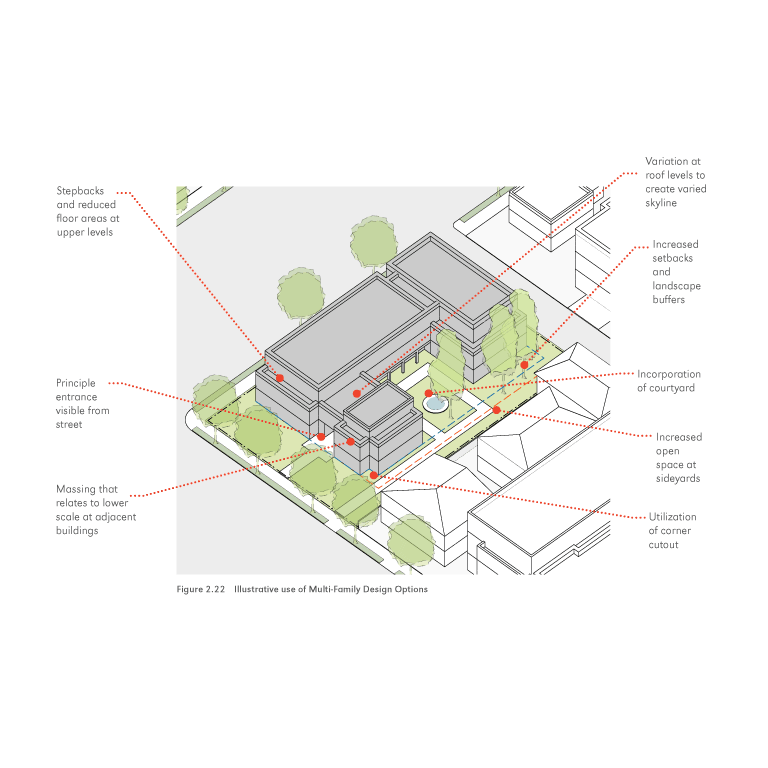 Variation at
roof levels to
create varied
skyline
Stepbacks
and reduced
floor areas at
upper levels
Increased
setbacks
and
landscape
buffers
Principle
entrance
visible from
street
Incorporation
of courtyard
Increased
open
space at
sideyards
Massing that
relates to lower
scale at adjacent
buildings
Utilization
of corner
cutout
Figure 2.22 Illustrative use of Multi-Family Design Options